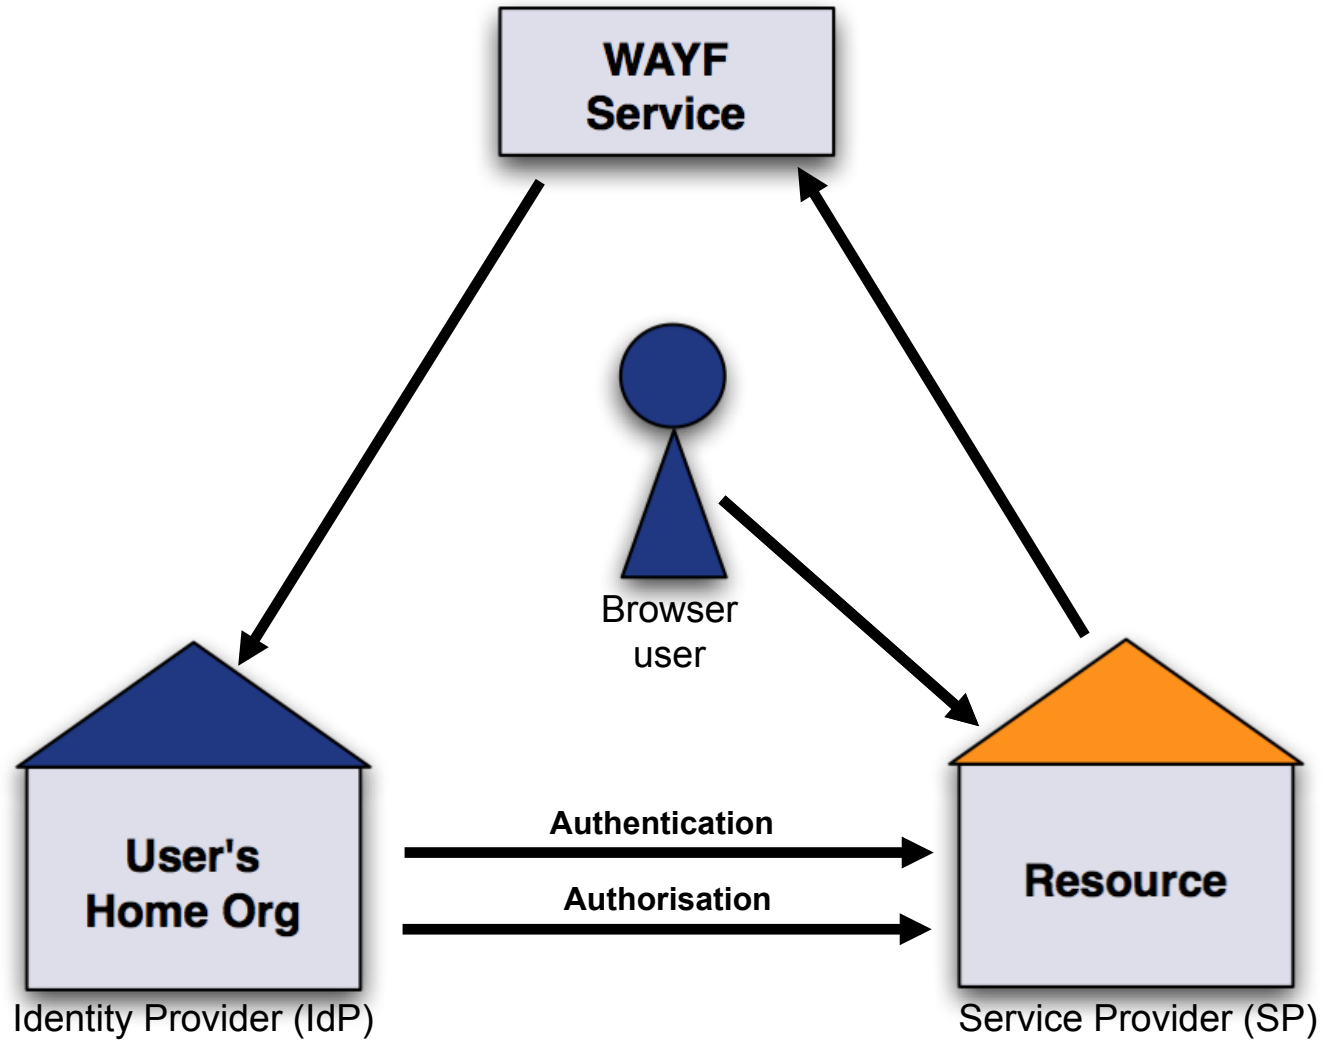 WAYF
Service
Browser
user
Authentication
Authorisation
User's
Home Org
Resource
Identity Provider (IdP)
Service Provider (SP)